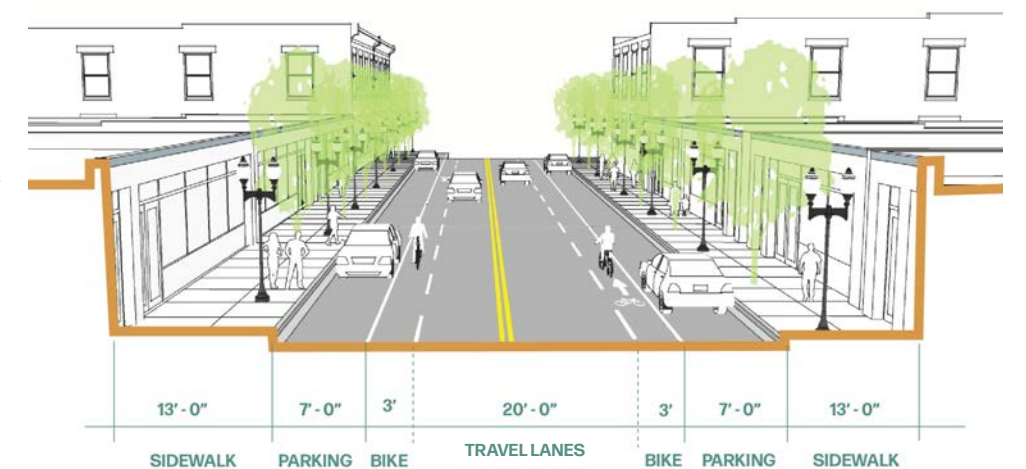 13' - 0" 7' - 0" 3' 20' - 0" 3' 7' - 0" 13' - 0"
SIDEWALK PARKING BIKE TRAVEL LANES BIKE PARKING SIDEWALK